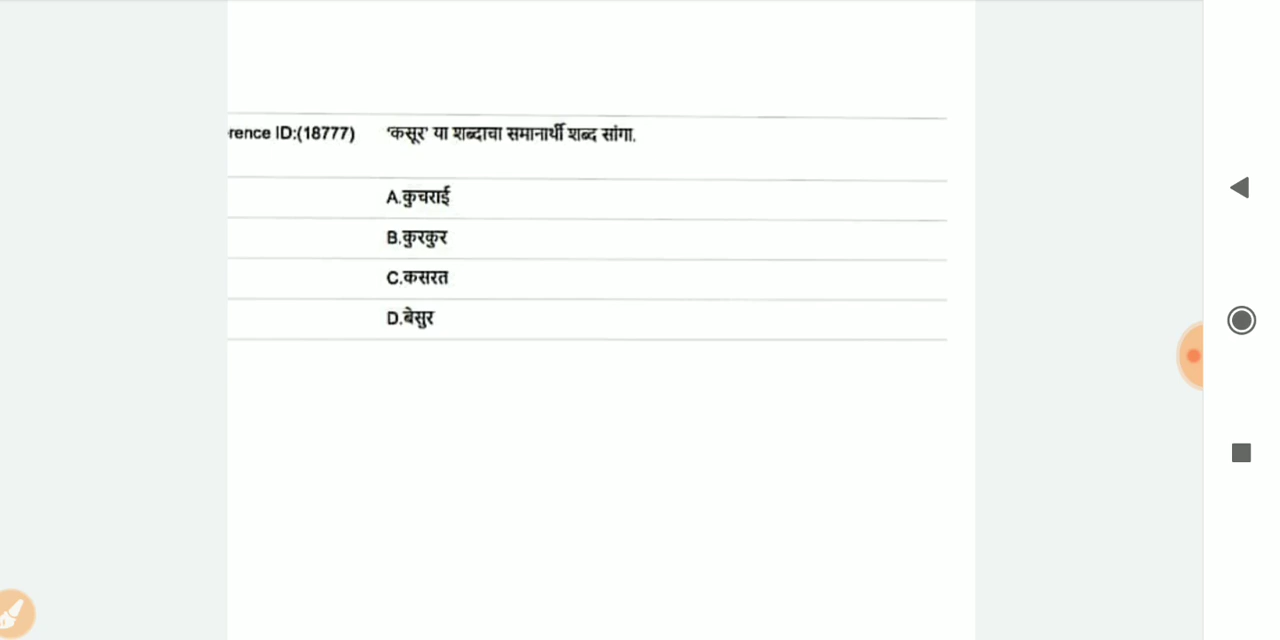 rence ID:(18777) 'कसूर' या शब्दाचा समानार्थी शब्द सांगा.
A.कुचराई
B.कुरकुर
C.कसरत
D.बेसुर